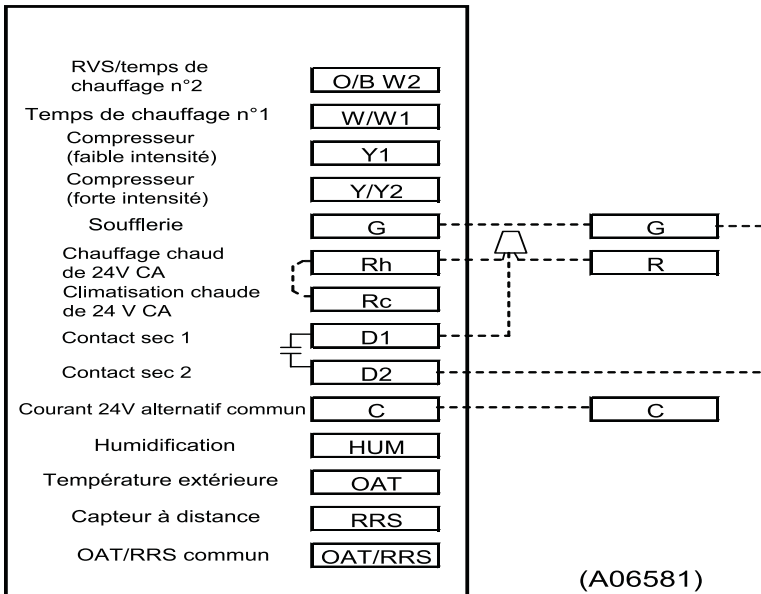 RVS/temps de
chauffage n°2
O/B W2
Temps de chauffage n°1
W/W1
Compresseur
(faible intensité)
Y1
Compresseur
(forte intensité)
Y/Y2
Soufflerie
G
G
Chauffage chaud
de 24V CA
Rh
R
Climatisation chaude
de 24 V CA
Rc
Contact sec 1
D1
Contact sec 2
D2
Courant 24V alternatif commun
C
C
Humidification
HUM
Température extérieure
OAT
Capteur à distance
RRS
OAT/RRS commun
OAT/RRS
(A06581)